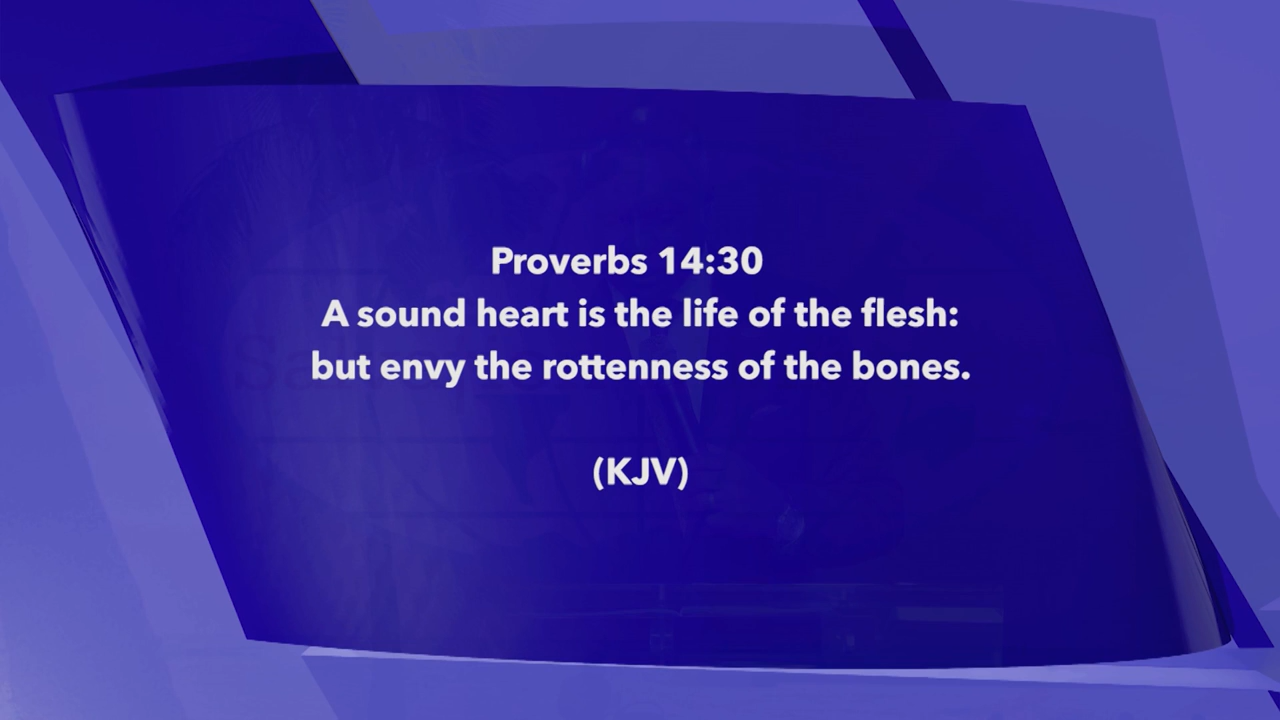 Proverbs 14:30
A sound heart is the life of the flesh:
but envy the rottenness of the bones.
(KJV)